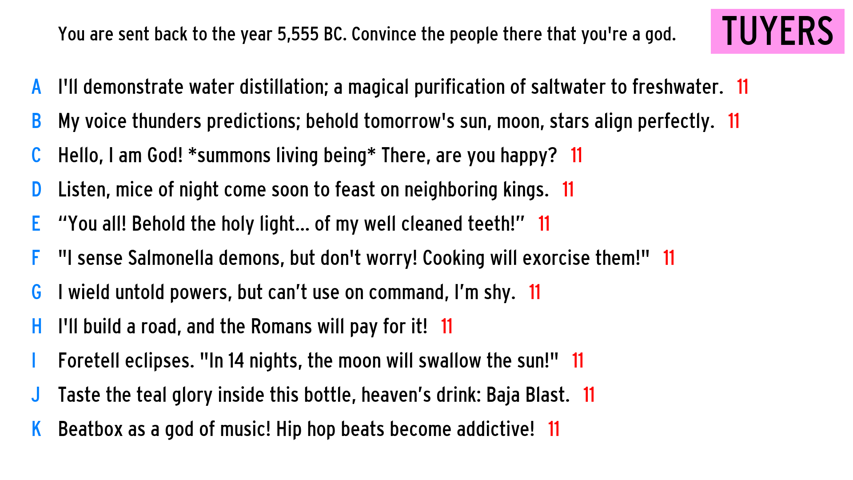 You are sent back to the year 5,555 BC. Convince the people there that you're a god.
TUYERS
A I'll demonstrate water distillation; a magical purification of saltwater to freshwater. 11
B My voice thunders predictions; behold tomorrow's sun, moon, stars align perfectly. 11
C Hello, I am God! *summons living being* There, are you happy? 11
D Listen, mice of night come soon to feast on neighboring kings. 11
E “You all! Behold the holy light... of my well cleaned teeth!” 11
F "I sense Salmonella demons, but don't worry! Cooking will exorcise them!" 11
G I wield untold powers, but can’t use on command, I’m shy. 11
H I'll build a road, and the Romans will pay for it! 11
I Foretell eclipses. "In 14 nights, the moon will swallow the sun!" 11
J Taste the teal glory inside this bottle, heaven’s drink: Baja Blast. 11
K Beatbox as a god of music! Hip hop beats become addictive! 11